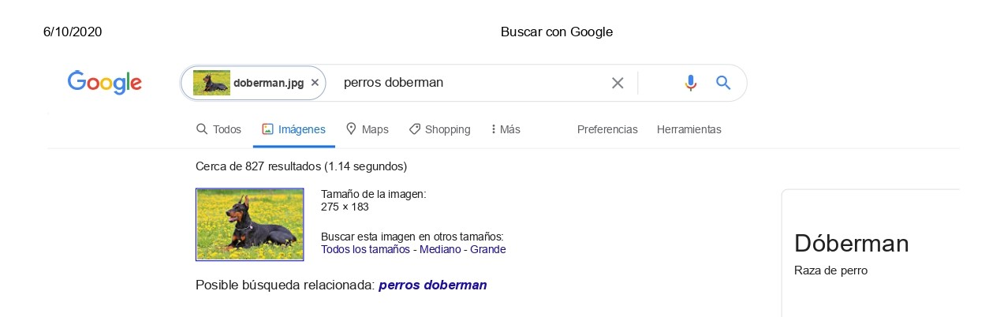 6/10/2020 Buscar con Google
Google doberman.jpg × perros doberman
Todos Imágenes Maps Shopping Más Preferencias Herramientas
Cerca de 827 resultados (1.14 segundos)
Tamaño de la imagen:
275 × 183
Buscar esta imagen en otros tamaños:
Todos los tamaños - Mediano - Grande
Posible búsqueda relacionada: perros doberman
Dóberman
Raza de perro